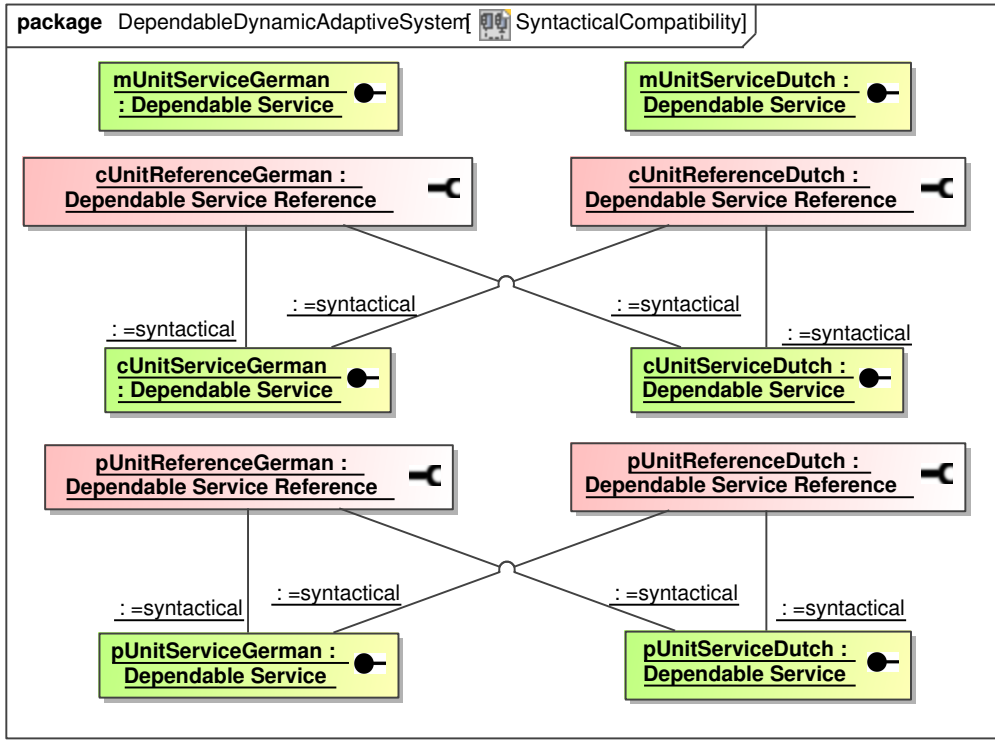 package DependableDynamicAdaptiveSystem[ SyntacticalCompatibility]
mUnitServiceGerman
: Dependable Service
mUnitServiceDutch :
Dependable Service
cUnitReferenceGerman :
Dependable Service Reference
cUnitReferenceDutch :
Dependable Service Reference
: =syntactical
: =syntactical
: =syntactical
: =syntactical
cUnitServiceGerman
: Dependable Service
cUnitServiceDutch :
Dependable Service
pUnitReferenceGerman :
Dependable Service Reference
pUnitReferenceDutch :
Dependable Service Reference
: =syntactical
: =syntactical
: =syntactical
: =syntactical
pUnitServiceGerman :
Dependable Service
pUnitServiceDutch :
Dependable Service